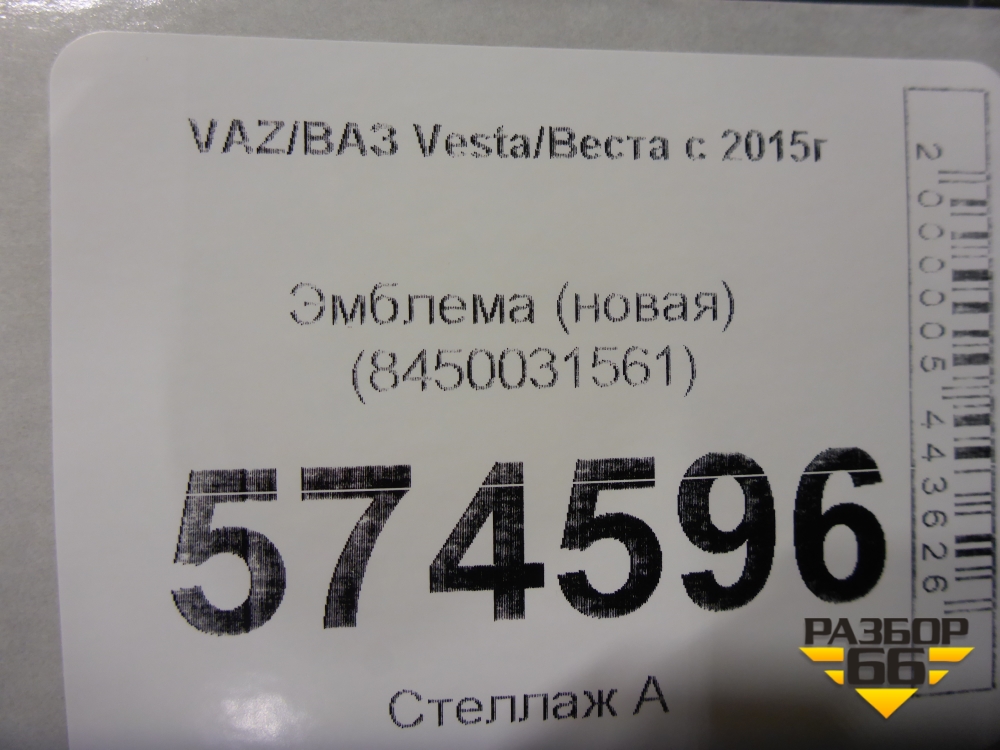 VAZ/ВАЗ Vesta/Веста с 2015г
Эмблема (новая)
(8450031561)
574596
Стеллаж А
2000005443626
РАЗБОР
66